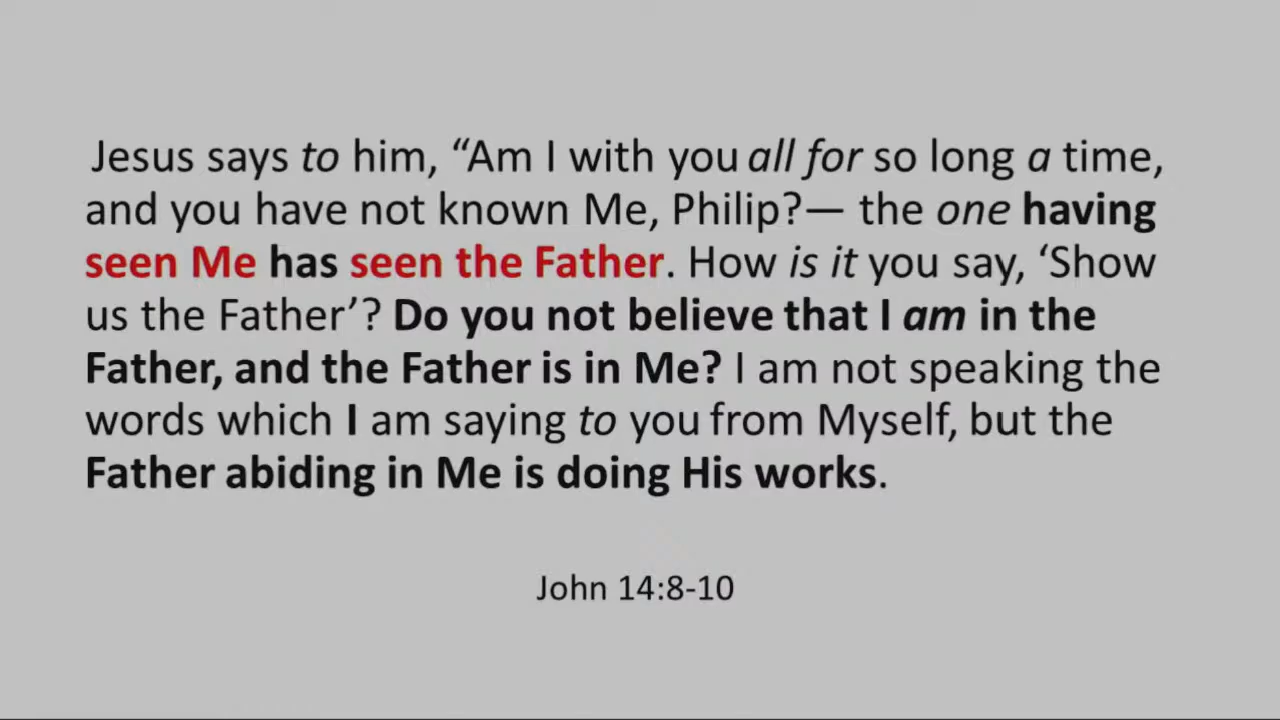 Jesus says to him, “Am I with you all for so long a time,
and you have not known Me, Philip?— the one having
seen Me has seen the Father. How is it you say, ‘Show
us the Father’? Do you not believe that I am in the
Father, and the Father is in Me? I am not speaking the
words which I am saying to you from Myself, but the
Father abiding in Me is doing His works.
John 14:8-10